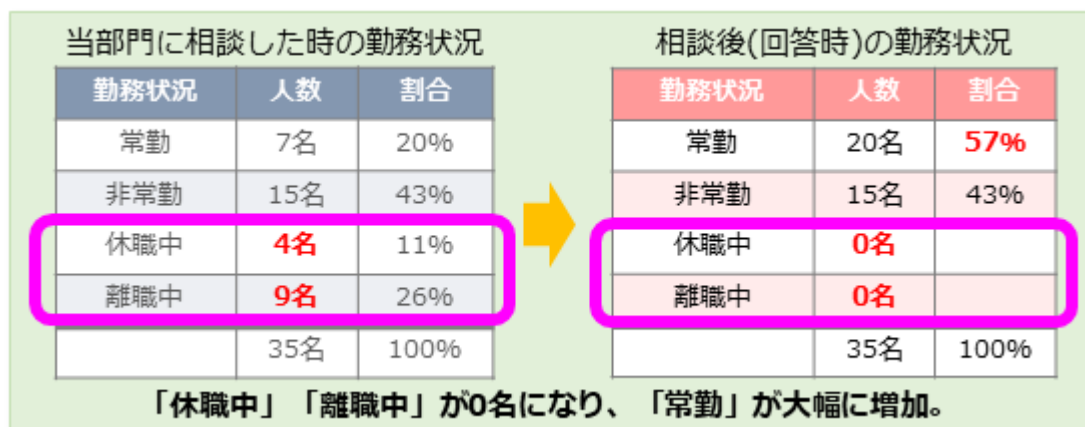 当部門に相談した時の勤務状況
勤務状況 人数 割合
常勤 7名 20%
非常勤 15名 43%
休職中 4名 11%
離職中 9名 26%
35名 100%
相談後(回答時)の勤務状況
勤務状況 人数 割合
常勤 20名 57%
非常勤 15名 43%
休職中 0名
離職中 0名
35名 100%
「休職中」「離職中」が0名になり、「常勤」が大幅に増加。